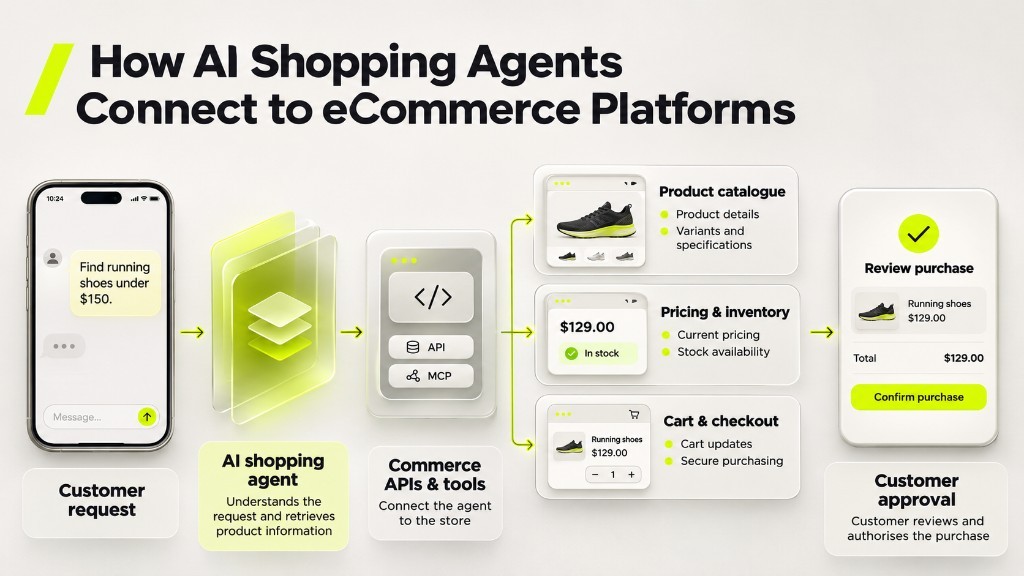 How AI Shopping Agents
Connect to eCommerce Platforms
10:24
Find running
shoes under
$150.
Message...
Customer
request
AI shopping
agent
Understands the
request and retrieves
product information
</>
API
MCP
Commerce
APIs & tools
Connect the agent
to the store
Product catalogue
Product details
Variants and
specifications
$129.00
In stock
Pricing & inventory
Current pricing
Stock availability
Running shoes
$129.00
− 1 +
Cart & checkout
Cart updates
Secure purchasing
Review purchase
Running shoes
$129.00
Total $129.00
Confirm purchase
Customer
approval
Customer reviews and
authorises the purchase